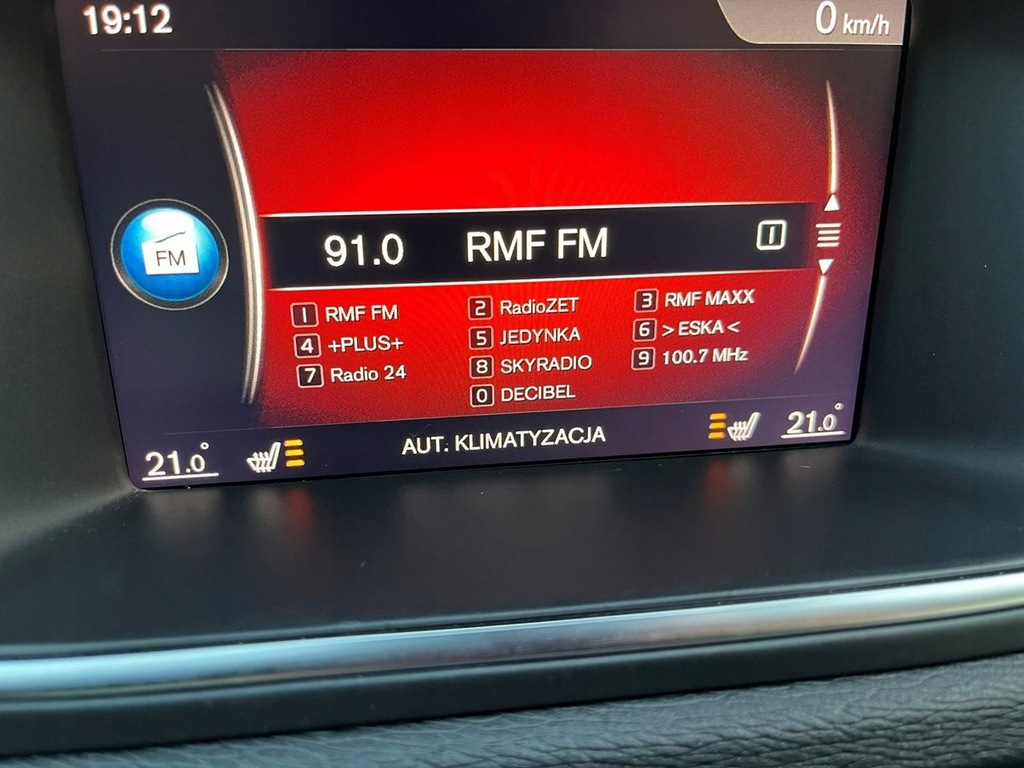 19:12 0 km/h
FM
91.0 RMF FM 1
1 RMF FM 2 RadioZET 3 RMF MAXX
4 +PLUS+ 5 JEDYNKA 6 >ESKA<
7 Radio 24 8 SKYRADIO 9 100.7 MHz
0 DECIBEL
21.0° AUT. KLIMATYZACJA 21.0°